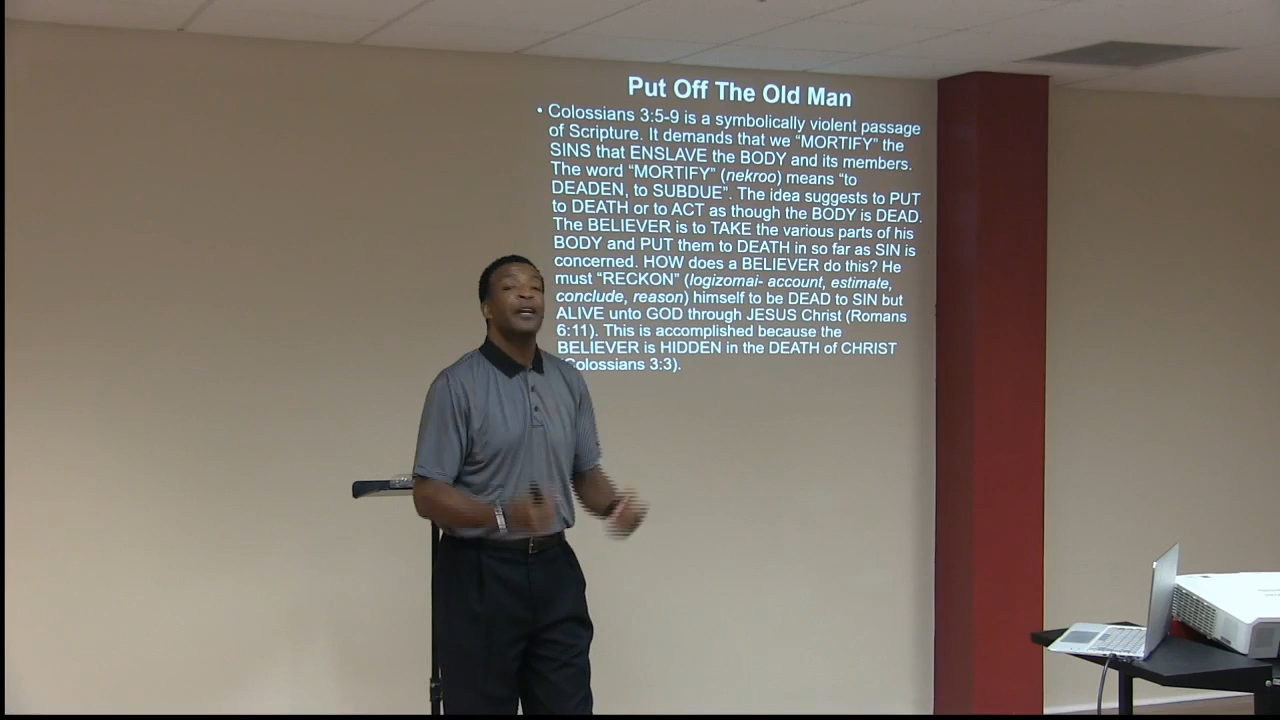 Put Off The Old Man
• Colossians 3:5-9 is a symbolically violent passage
of Scripture. It demands that we “MORTIFY” the
SINS that ENSLAVE the BODY and its members.
The word “MORTIFY” (nekroo) means “to
DEADEN, to SUBDUE”. The idea suggests to PUT
to DEATH or to ACT as though the BODY is DEAD.
The BELIEVER is to TAKE the various parts of his
BODY and PUT them to DEATH in so far as SIN is
concerned. HOW does a BELIEVER do this? He
must “RECKON” (logizomai- account, estimate,
conclude, reason) himself to be DEAD to SIN but
ALIVE unto GOD through JESUS Christ (Romans
6:11). This is accomplished because the
BELIEVER is HIDDEN in the DEATH of CHRIST
(Colossians 3:3).